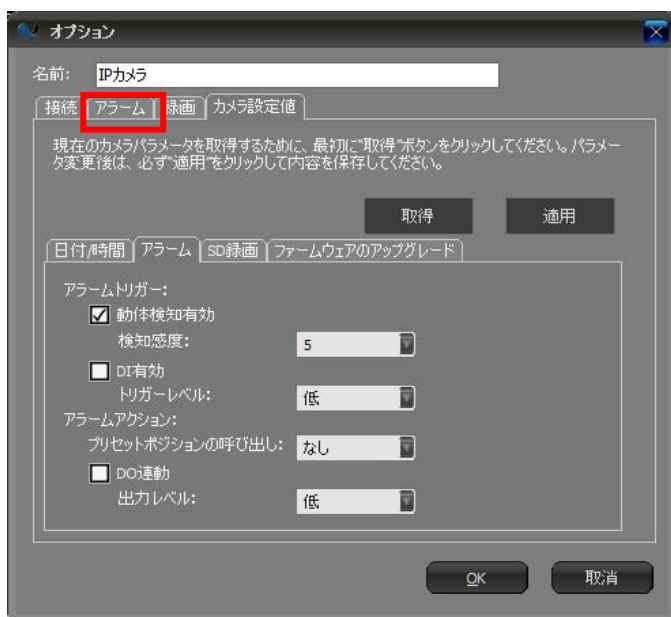 オプション
名前: IPカメラ
接続 アラーム 録画 カメラ設定値
現在のカメラパラメータを取得するために、最初に"取得"ボタンをクリックしてください。パラメー
タ変更後は、必ず"適用"をクリックして内容を保存してください。
取得 適用
日付/時間 アラーム SD録画 ファームウェアのアップグレード
アラームトリガー:
動体検知有効
検知感度: 5
DI有効
トリガーレベル: 低
アラームアクション:
プリセットポジションの呼び出し: なし
DO連動
出力レベル: 低
OK 取消